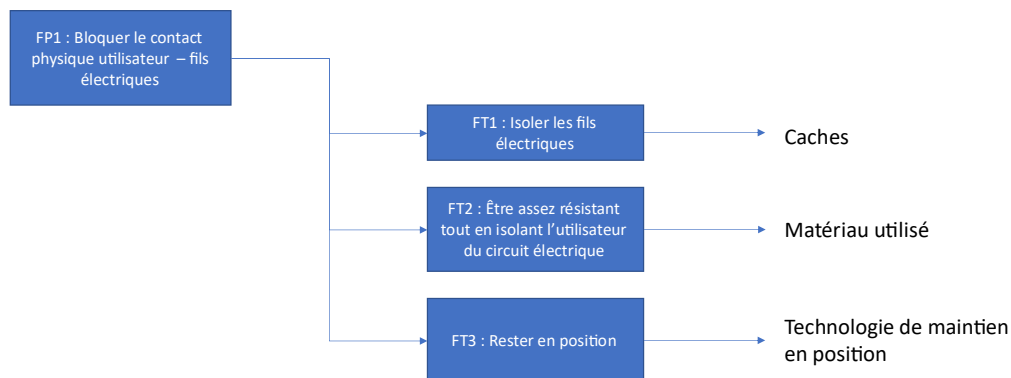 FP1 : Bloquer le contact
physique utilisateur – fils
électriques
FT1 : Isoler les fils
électriques
Caches
FT2 : Être assez résistant
tout en isolant l'utilisateur
du circuit électrique
Matériau utilisé
FT3 : Rester en position
Technologie de maintien
en position